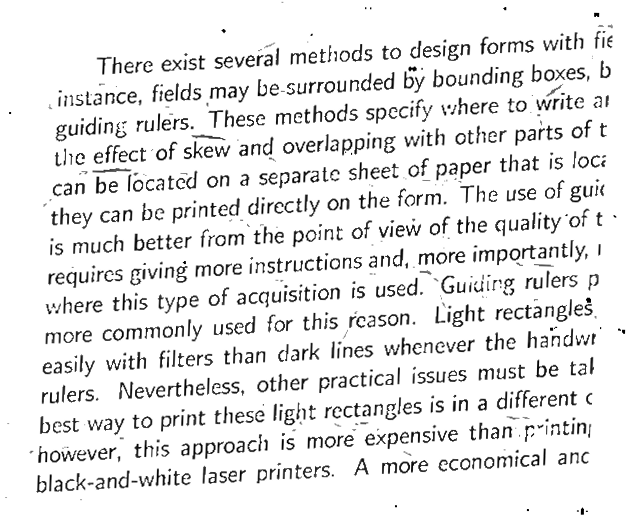 There exist several methods to design forms with fie
instance, fields may be surrounded by bounding boxes, b
guiding rulers. These methods specify where to write ar
the effect of skew and overlapping with other parts of t
can be located on a separate sheet of paper that is loca
they can be printed directly on the form. The use of guid
is much better from the point of view of the quality of t
requires giving more instructions and, more importantly,
where this type of acquisition is used. Guiding rulers p
more commonly used for this reason. Light rectangles
easily with filters than dark lines whenever the handwr
rulers. Nevertheless, other practical issues must be tak
best way to print these light rectangles is in a different c
however, this approach is more expensive than printing
black-and-white laser printers. A more economical and